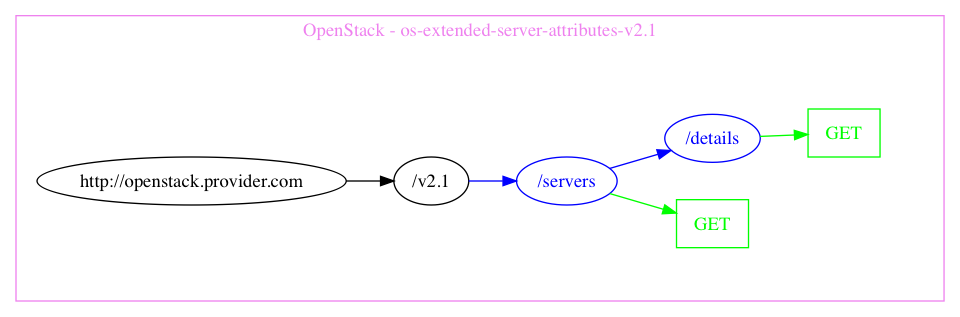 OpenStack - os-extended-server-attributes-v2.1
http://openstack.provider.com
/v2.1
/servers
/details
GET
GET